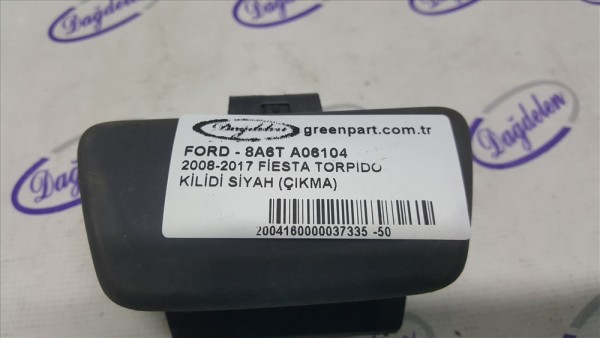 Dağdelen
Dağdelen
Dağdelen greenpart.com.tr
FORD - 8A6T A06104
2008-2017 FİESTA TORPİDO
KİLİDİ SİYAH (ÇIKMA)
2004160000037335 -50
Dağdelen
Dağdelen